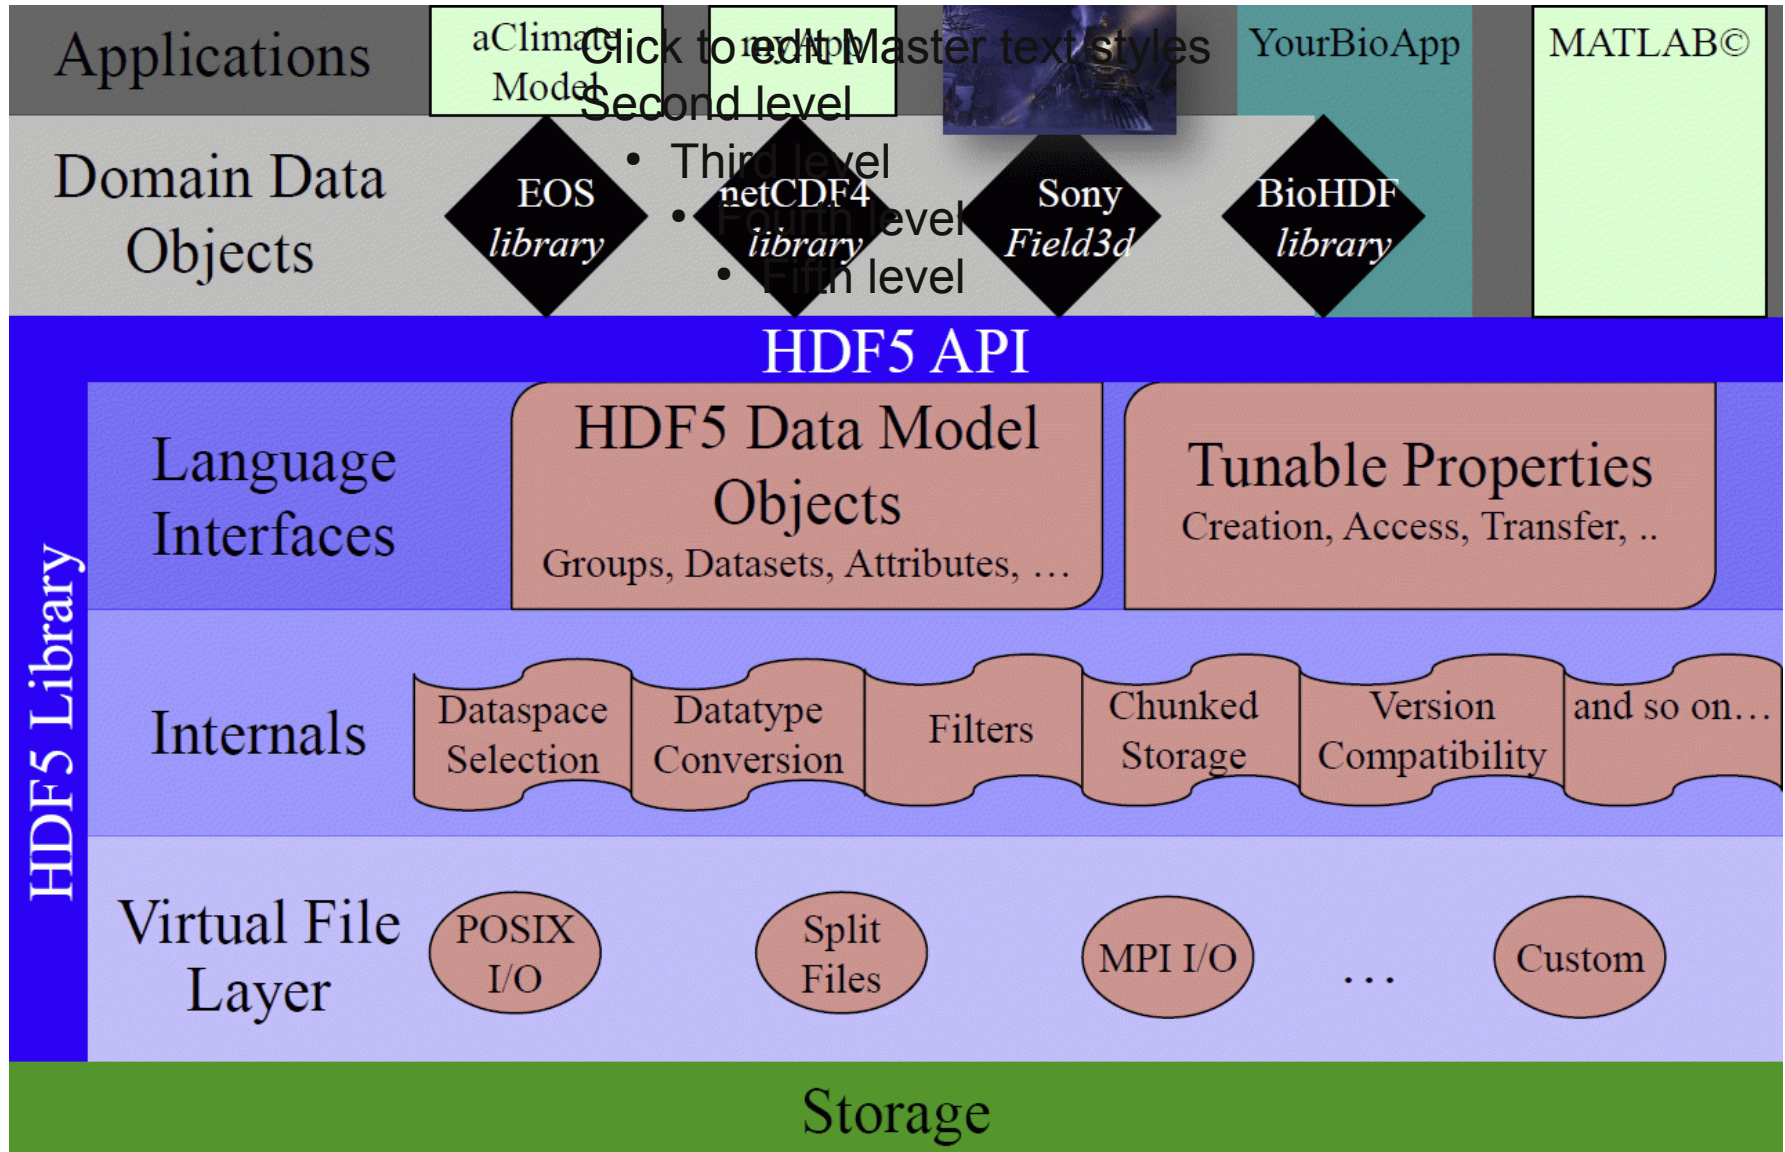 Applications
aClimate
Model
myApp
YourBioApp
MATLAB©
Click to edit Master text styles
Second level
• Third level
• Fourth level
• Fifth level
Domain Data
Objects
EOS
library
netCDF4
library
Sony
Field3d
BioHDF
library
HDF5 API
HDF5 Library
Language
Interfaces
HDF5 Data Model
Objects
Groups, Datasets, Attributes, …
Tunable Properties
Creation, Access, Transfer, ..
Internals
Dataspace
Selection
Datatype
Conversion
Filters
Chunked
Storage
Version
Compatibility
and so on…
Virtual File
Layer
POSIX
I/O
Split
Files
MPI I/O
…
Custom
Storage